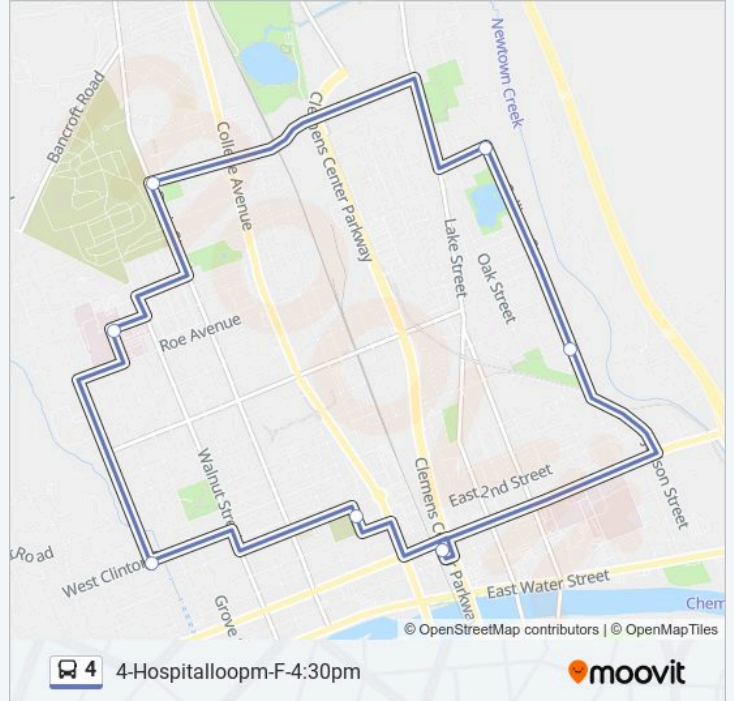 Newtown Creek
Bancroft Road
College Avenue
Clemens Center Parkway
Lake Street
Oak Street
Roe Avenue
Walnut Stre
Clemens C
East 2nd Street
son Street
Road
West Clinton
Parkway
East Water Street
Grove
Chem
© OpenStreetMap contributors | © OpenMapTiles
4 4-Hospitalloopm-F-4:30pm
moovit